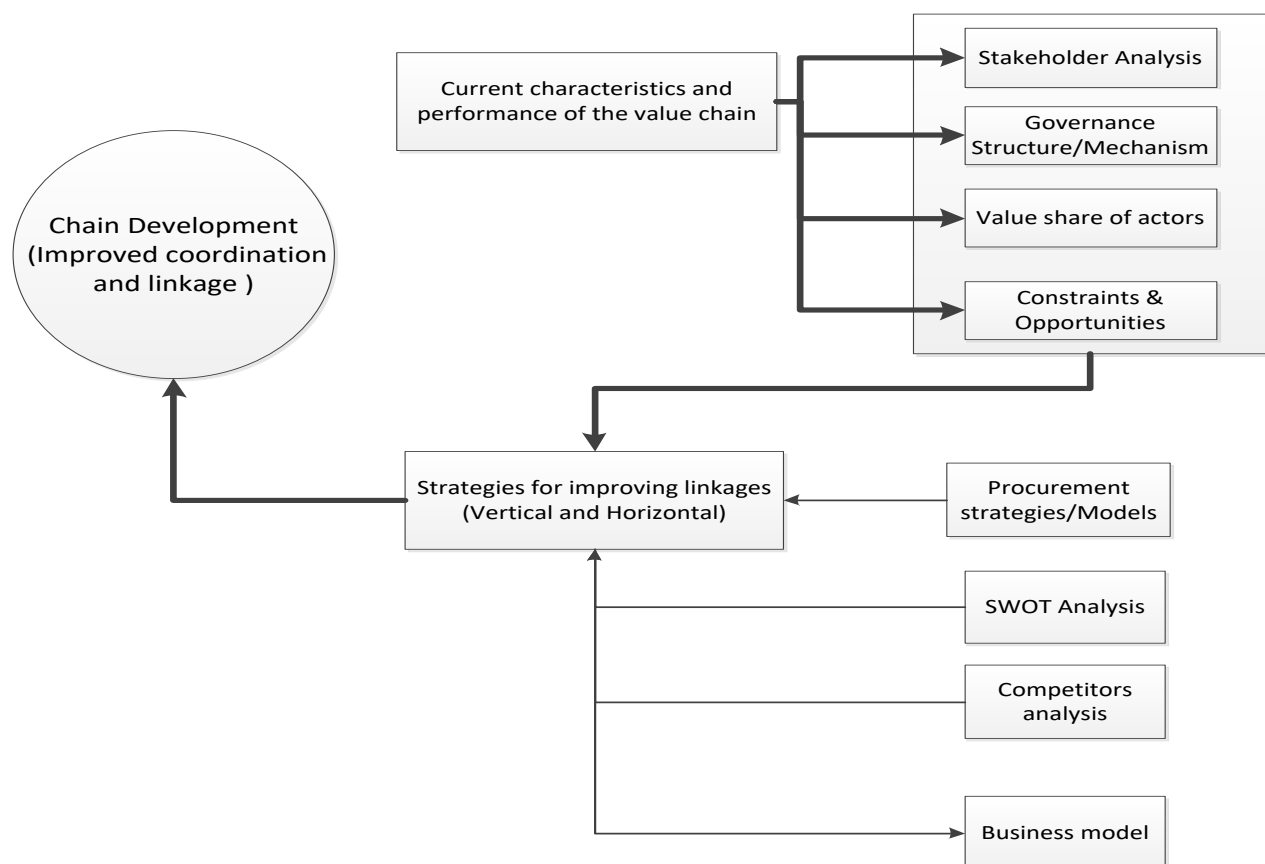 Current characteristics and
performance of the value chain
Stakeholder Analysis
Governance
Structure/Mechanism
Value share of actors
Constraints &
Opportunities
Chain Development
(Improved coordination
and linkage )
Strategies for improving linkages
(Vertical and Horizontal)
Procurement
strategies/Models
SWOT Analysis
Competitors
analysis
Business model